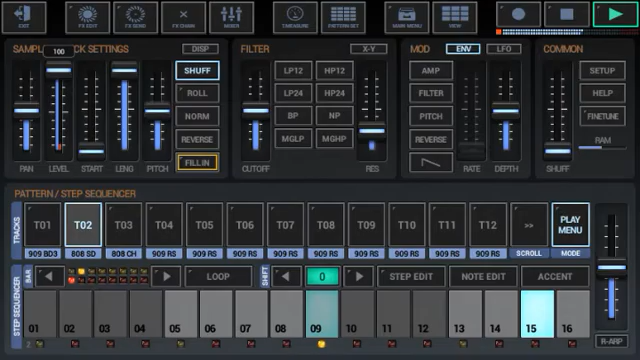 EXIT FX EDIT FX SEND FX CHAIN MIXER T/MEASURE PATTERN SET MAIN MENU VIEW
SAMPL CK SETTINGS DISP FILTER X-Y MOD ENV LFO COMMON
100
SHUFF LP12 HP12 AMP SETUP
ROLL LP24 HP24 FILTER HELP
NORM BP NP PITCH FINETUNE
REVERSE MGLP MGHP REVERSE RAM
FILL IN
PAN LEVEL START LENG PITCH CUTOFF RES RATE DEPTH SHUFF
PATTERN / STEP SEQUENCER
TRACKS T01 T02 T03 T04 T05 T06 T07 T08 T09 T10 T11 T12 >> PLAY MENU
909 BD3 808 SD 808 CH 909 RS 909 RS 909 RS 909 RS 909 RS 909 RS 909 RS 909 RS 909 RS SCROLL MODE
BAR LOOP SHIFT 0 STEP EDIT NOTE EDIT ACCENT
STEP SEQUENCER 01 02 03 04 05 06 07 08 09 10 11 12 13 14 15 16
R-ARP